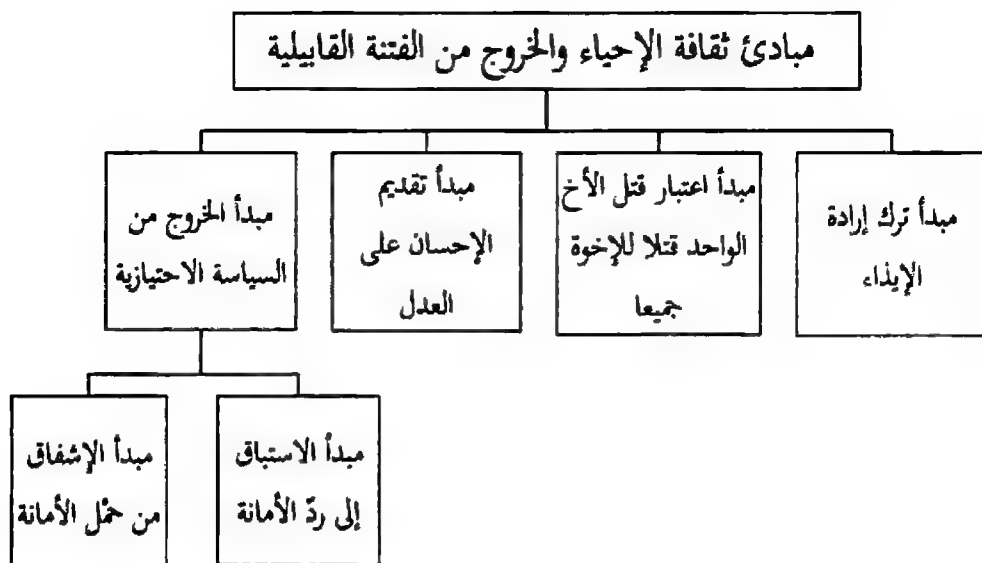 مبادئ ثقافة الإحياء والخروج من الفتنة القابيلية
مبدأ ترك إرادة
الإيذاء
مبدأ اعتبار قتل الأخ
الواحد قتلا للإخوة
جميعا
مبدأ تقديم
الإحسان على
العدل
مبدأ الخروج من
السياسة الاحتيازية
مبدأ الاستباق
إلى ردّ الأمانة
مبدأ الإشفاق
من حمْل الأمانة